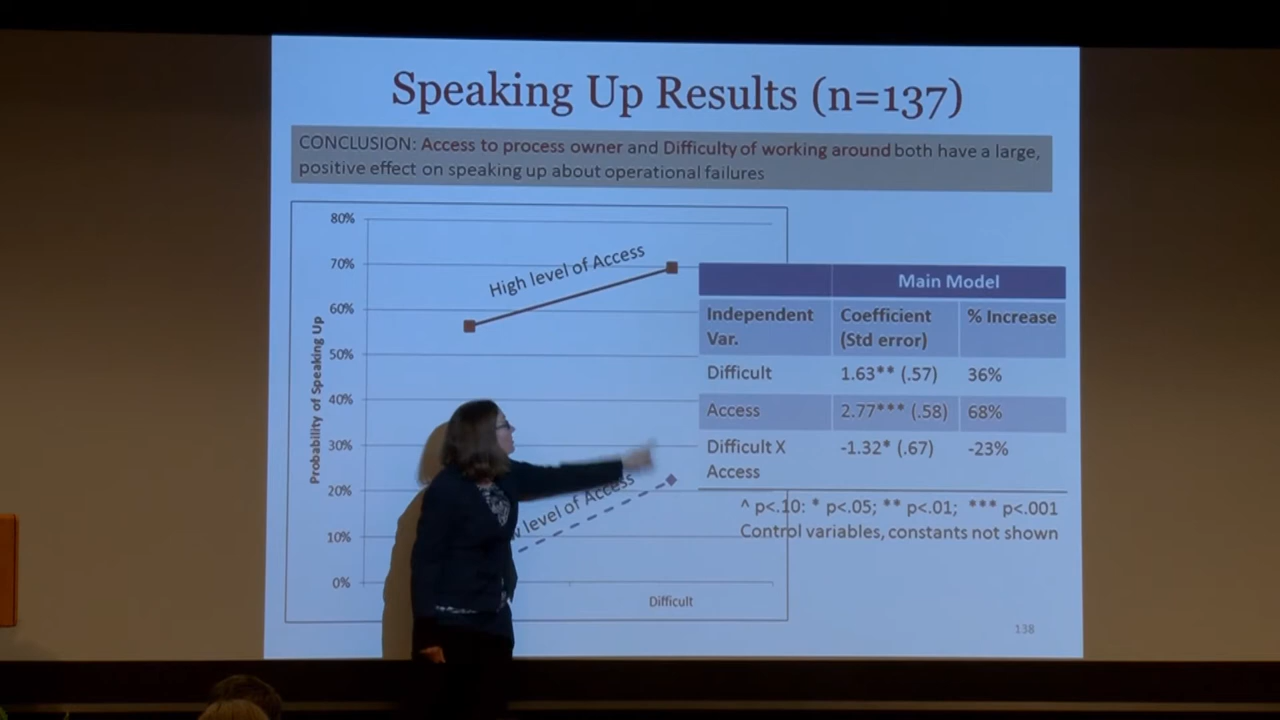 Speaking Up Results (n=137)
CONCLUSION: Access to process owner and Difficulty of working around both have a large,
positive effect on speaking up about operational failures
80%
70%
60%
50%
40%
30%
20%
10%
0%
Probability of Speaking Up
High level of Access
level of Access
Difficult
Main Model
Independent Var.
Coefficient (Std error)
% Increase
Difficult 1.63** (.57) 36%
Access 2.77*** (.58) 68%
Difficult X Access -1.32* (.67) -23%
^ p<.10: * p<.05; ** p<.01; *** p<.001
Control variables, constants not shown
138